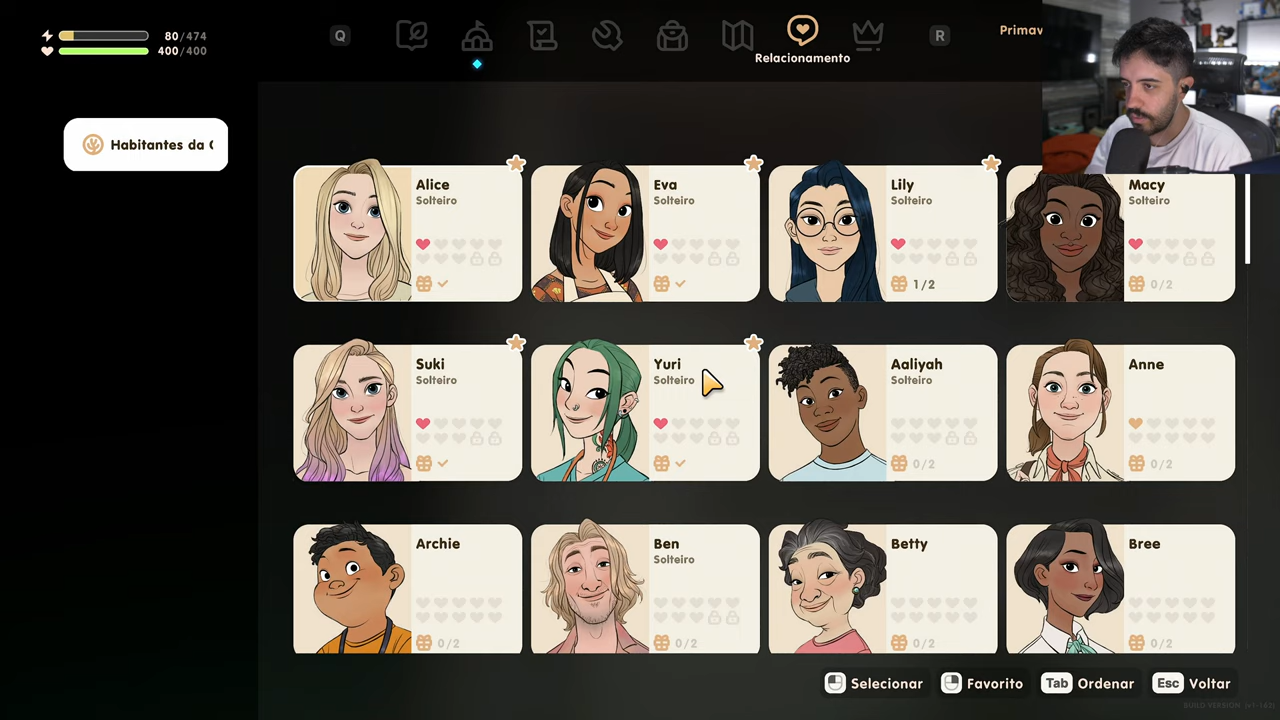 80/474
400/400
Q
R
Primav
Relacionamento
Habitantes da
Alice
Solteiro
Eva
Solteiro
Lily
Solteiro
1/2
Macy
Solteiro
0/2
Suki
Solteiro
Yuri
Solteiro
Aaliyah
Solteiro
0/2
Anne
0/2
Archie
0/2
Ben
Solteiro
0/2
Betty
0/2
Bree
0/2
Selecionar
Favorito
Tab Ordenar
Esc Voltar